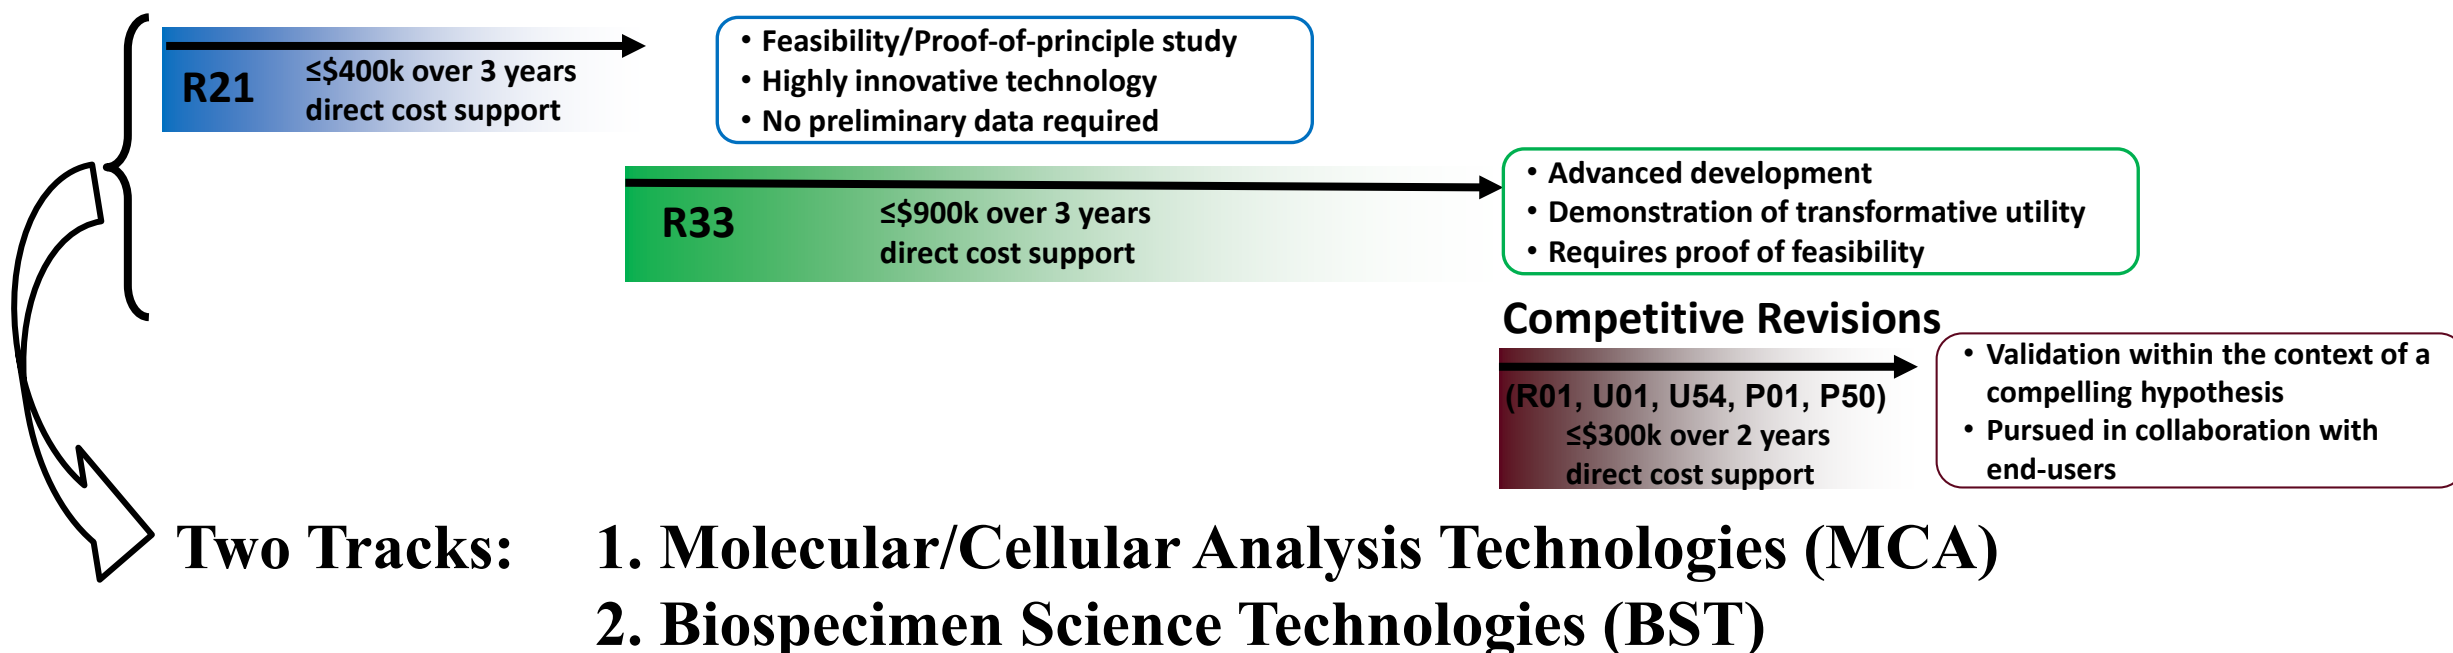 R21
≤$400k over 3 years
direct cost support
• Feasibility/Proof-of-principle study
• Highly innovative technology
• No preliminary data required
R33
≤$900k over 3 years
direct cost support
• Advanced development
• Demonstration of transformative utility
• Requires proof of feasibility
Competitive Revisions
(R01, U01, U54, P01, P50)
≤$300k over 2 years
direct cost support
• Validation within the context of a
compelling hypothesis
• Pursued in collaboration with
end-users
Two Tracks: 1. Molecular/Cellular Analysis Technologies (MCA)
2. Biospecimen Science Technologies (BST)